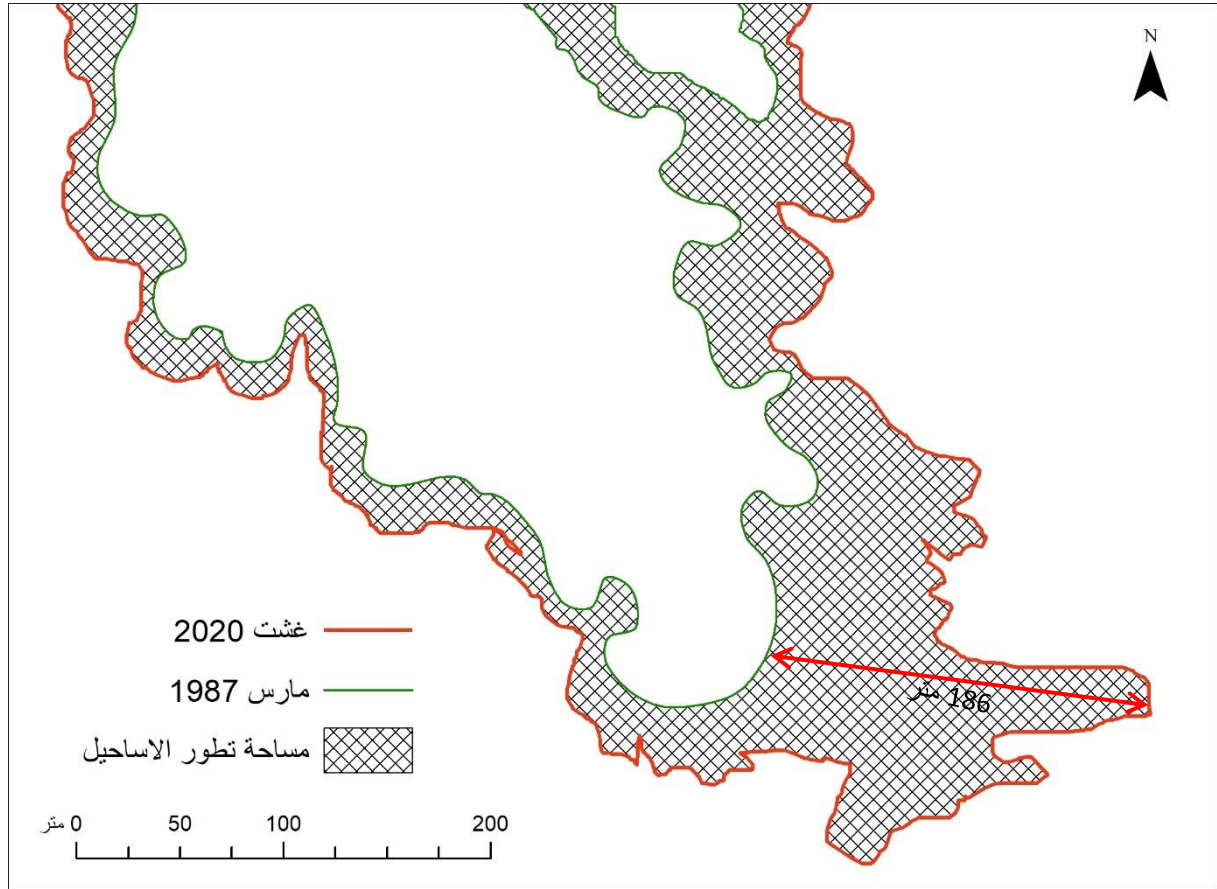 N
غشت 2020
مارس 1987
مساحة تطور الاساحيل
186 متر
متر 0 50 100 200